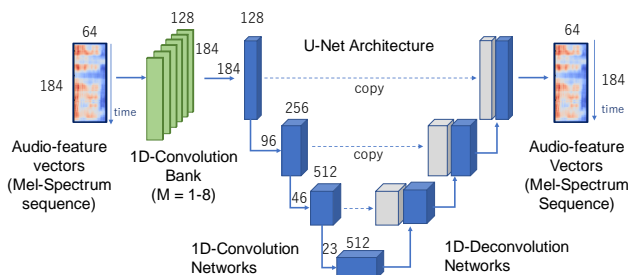 64
184
time
Audio-feature
vectors
(Mel-Spectrum
sequence)
128
184
1D-Convolution
Bank
(M = 1-8)
128
184
U-Net Architecture
copy
256
96
copy
512
46
23
512
1D-Convolution
Networks
1D-Deconvolution
Networks
64
184
time
Audio-feature
Vectors
(Mel-Spectrum
sequence)